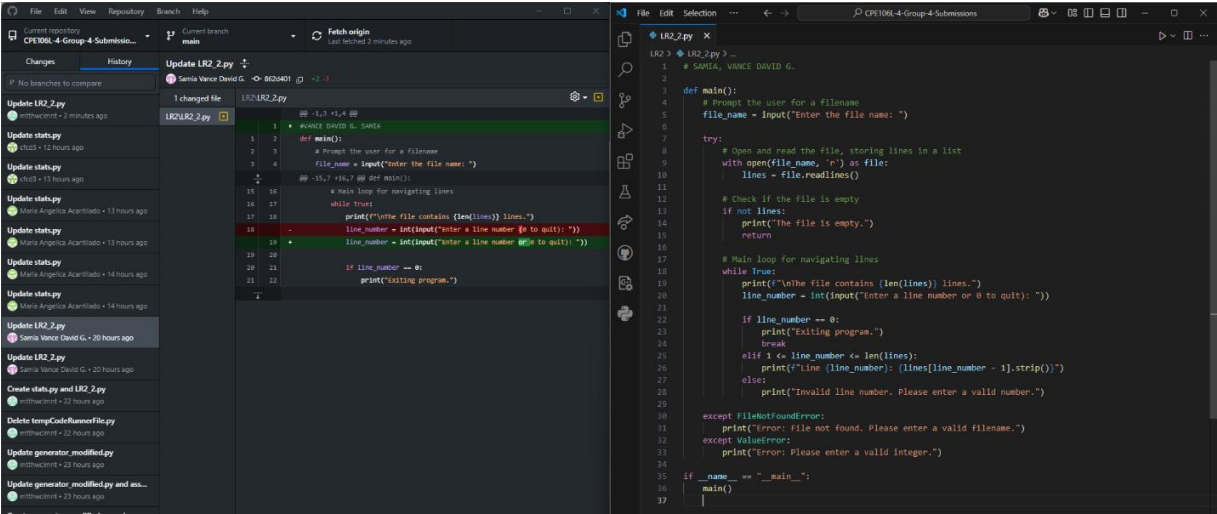 File Edit View Repository Branch Help
Current repository
CPE106L-4-Group-4-Submissio...
Current branch
main
Fetch origin
Last fetched 2 minutes ago
Changes History
No branches to compare
Update LR2_2.py
mtthwclmnt • 2 minutes ago
Update stats.py
cfcd3 • 12 hours ago
Update stats.py
cfcd3 • 13 hours ago
Update stats.py
Maria Angelica Acantilado • 13 hours ago
Update stats.py
Maria Angelica Acantilado • 13 hours ago
Update stats.py
Maria Angelica Acantilado • 14 hours ago
Update stats.py
Maria Angelica Acantilado • 14 hours ago
Update LR2_2.py
Samia Vance David G. • 20 hours ago
Update LR2_2.py
Samia Vance David G. • 20 hours ago
Create stats.py and LR2_2.py
mtthwclmnt • 22 hours ago
Delete tempCodeRunnerFile.py
mtthwclmnt • 22 hours ago
Update generator_modified.py
mtthwclmnt • 23 hours ago
Update generator_modified.py and ass...
mtthwclmnt • 23 hours ago
Update LR2_2.py
Samia Vance David G. 862d401 +2 -1
1 changed file
LR2\LR2_2.py
LR2\LR2_2.py
@@ -1,3 +1,4 @@
1 + #VANCE DAVID G. SAMIA
1 2 def main():
2 3 # Prompt the user for a filename
3 4 file_name = input("Enter the file name: ")
@@ -15,7 +16,7 @@ def main():
15 16 # Main loop for navigating lines
16 17 while True:
17 18 print(f"\nThe file contains {len(lines)} lines.")
18 - line_number = int(input("Enter a line number (0 to quit): "))
19 + line_number = int(input("Enter a line number or 0 to quit): "))
19 20
20 21 if line_number == 0:
21 22 print("Exiting program.")
File Edit Selection ...
CPE106L-4-Group-4-Submissions
LR2_2.py
LR2 > LR2_2.py > ...
1 # SAMIA, VANCE DAVID G.
2
3 def main():
4 # Prompt the user for a filename
5 file_name = input("Enter the file name: ")
6
7 try:
8 # Open and read the file, storing lines in a list
9 with open(file_name, 'r') as file:
10 lines = file.readlines()
11
12 # Check if the file is empty
13 if not lines:
14 print("The file is empty.")
15 return
16
17 # Main loop for navigating lines
18 while True:
19 print(f"\nThe file contains {len(lines)} lines.")
20 line_number = int(input("Enter a line number or 0 to quit): "))
21
22 if line_number == 0:
23 print("Exiting program.")
24 break
25 elif 1 <= line_number <= len(lines):
26 print(f"Line {line_number}: {lines[line_number - 1].strip()}")
27 else:
28 print("Invalid line number. Please enter a valid number.")
29
30 except FileNotFoundError:
31 print("Error: File not found. Please enter a valid filename.")
32 except ValueError:
33 print("Error: Please enter a valid integer.")
34
35 if __name__ == "__main__":
36 main()
37